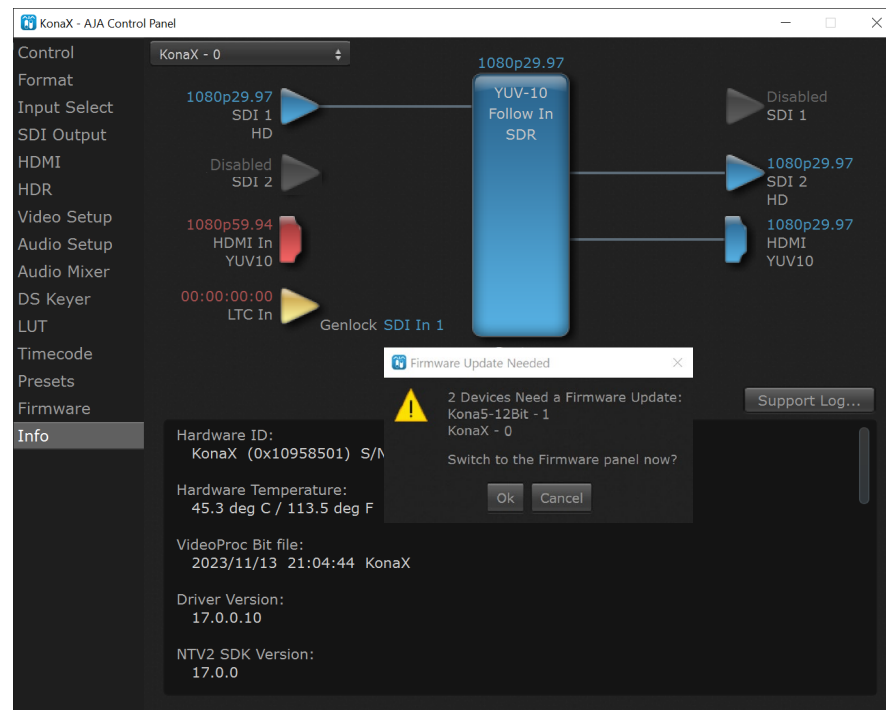 KonaX - AJA Control Panel
Control
Format
Input Select
SDI Output
HDMI
HDR
Video Setup
Audio Setup
Audio Mixer
DS Keyer
LUT
Timecode
Presets
Firmware
Info
KonaX - 0
1080p29.97
SDI 1
HD
Disabled
SDI 2
1080p59.94
HDMI In
YUV10
00:00:00:00
LTC In
Genlock SDI In 1
1080p29.97
YUV-10
Follow In
SDR
Disabled
SDI 1
1080p29.97
SDI 2
HD
1080p29.97
HDMI
YUV10
Firmware Update Needed
2 Devices Need a Firmware Update:
Kona5-12Bit - 1
KonaX - 0
Switch to the Firmware panel now?
Ok
Cancel
Support Log...
Hardware ID:
KonaX (0x10958501) S/N
Hardware Temperature:
45.3 deg C / 113.5 deg F
VideoProc Bit file:
2023/11/13 21:04:44 KonaX
Driver Version:
17.0.0.10
NTV2 SDK Version:
17.0.0